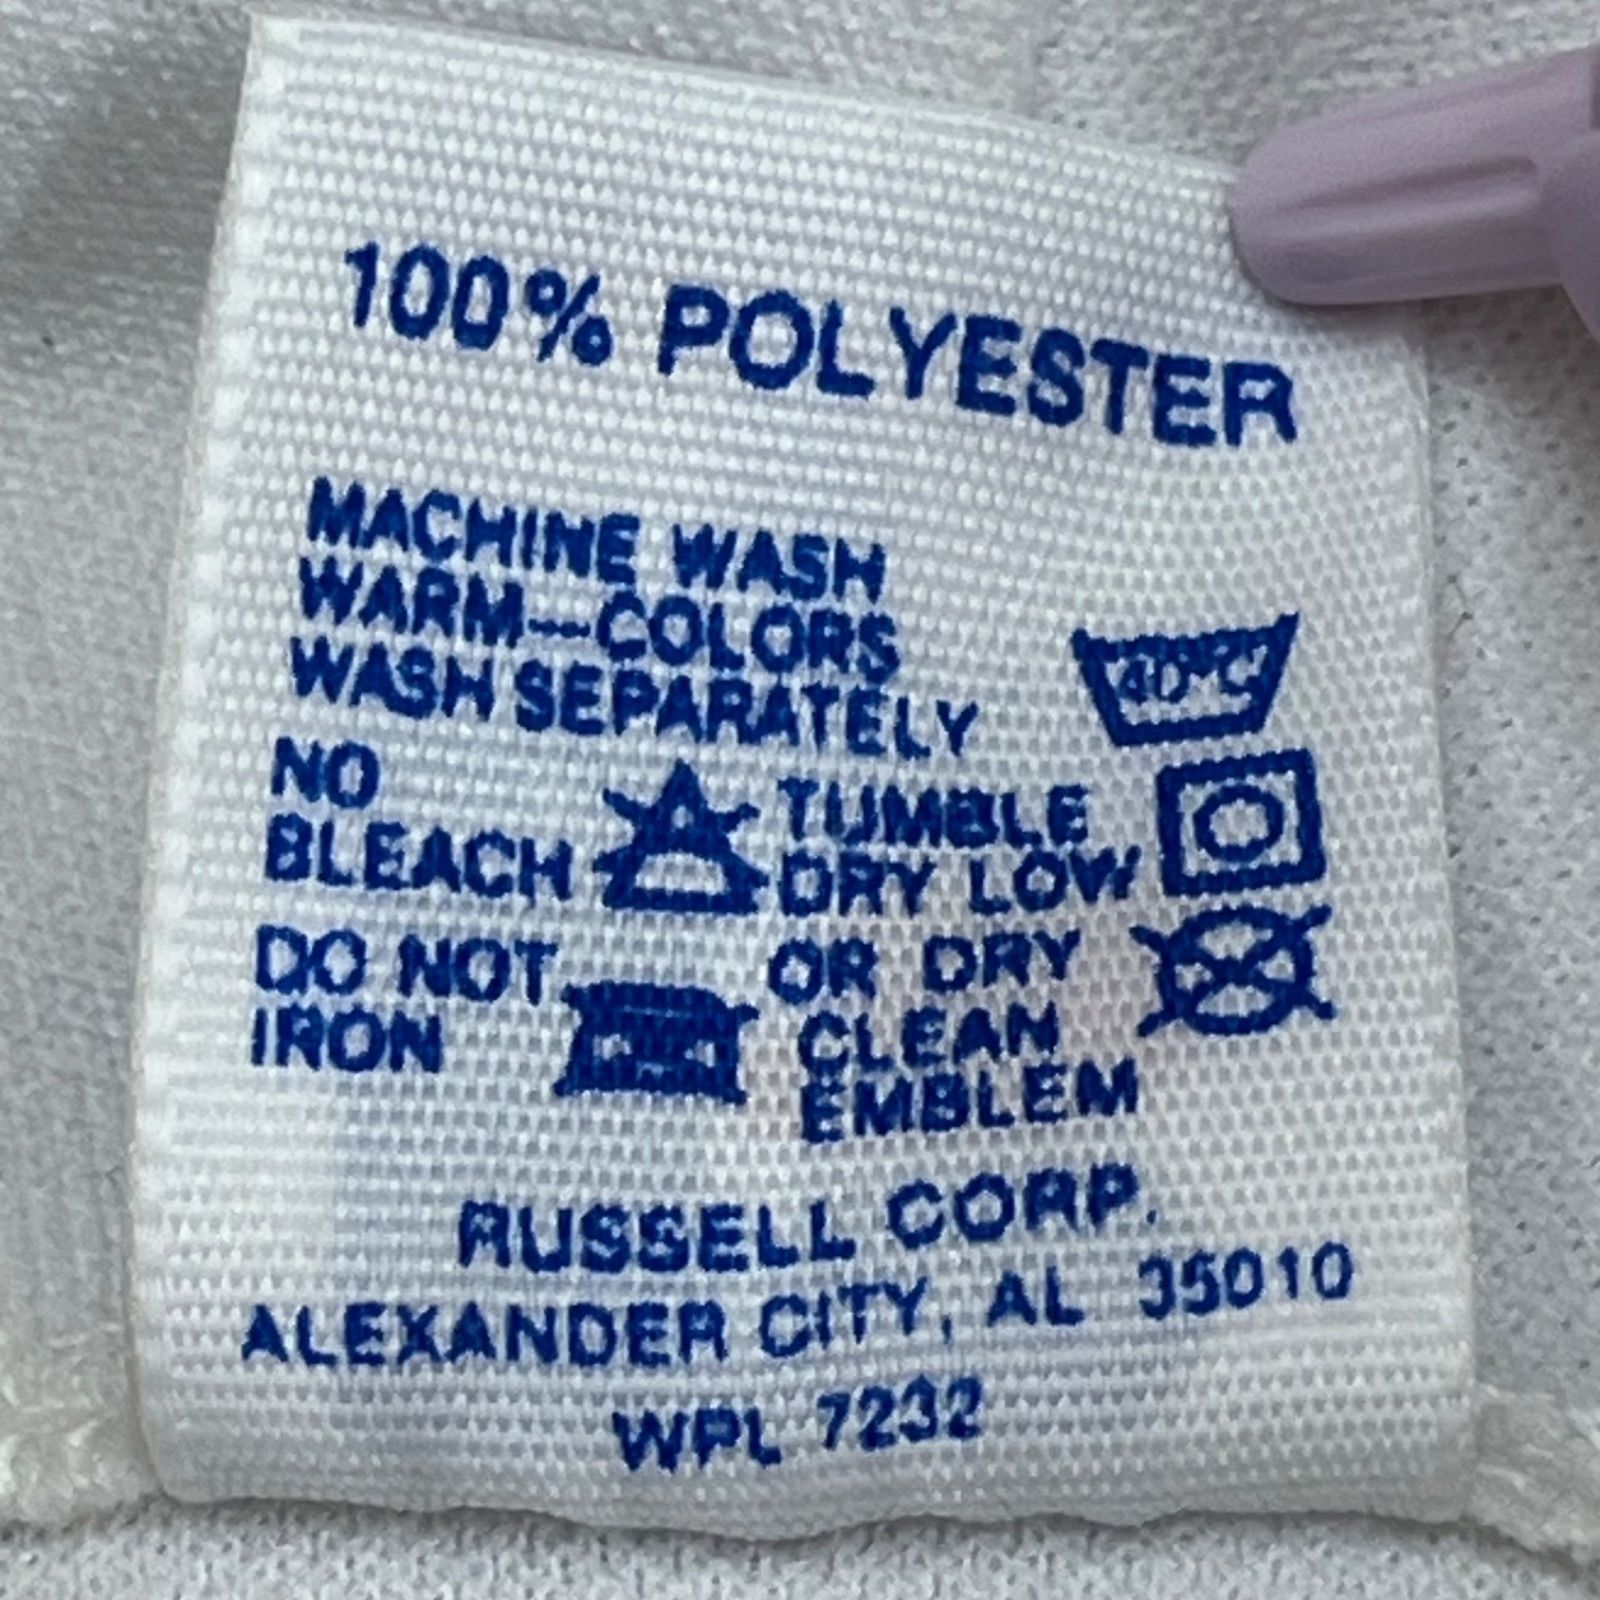 100% POLYESTER
MACHINE WASH
WARM—COLORS
WASH SEPARATELY
40°C
NO
BLEACH
TUMBLE
DRY LOW
DO NOT
IRON
OR DRY
CLEAN
EMBLEM
RUSSELL CORP.
ALEXANDER CITY, AL 35010
WPL 7232